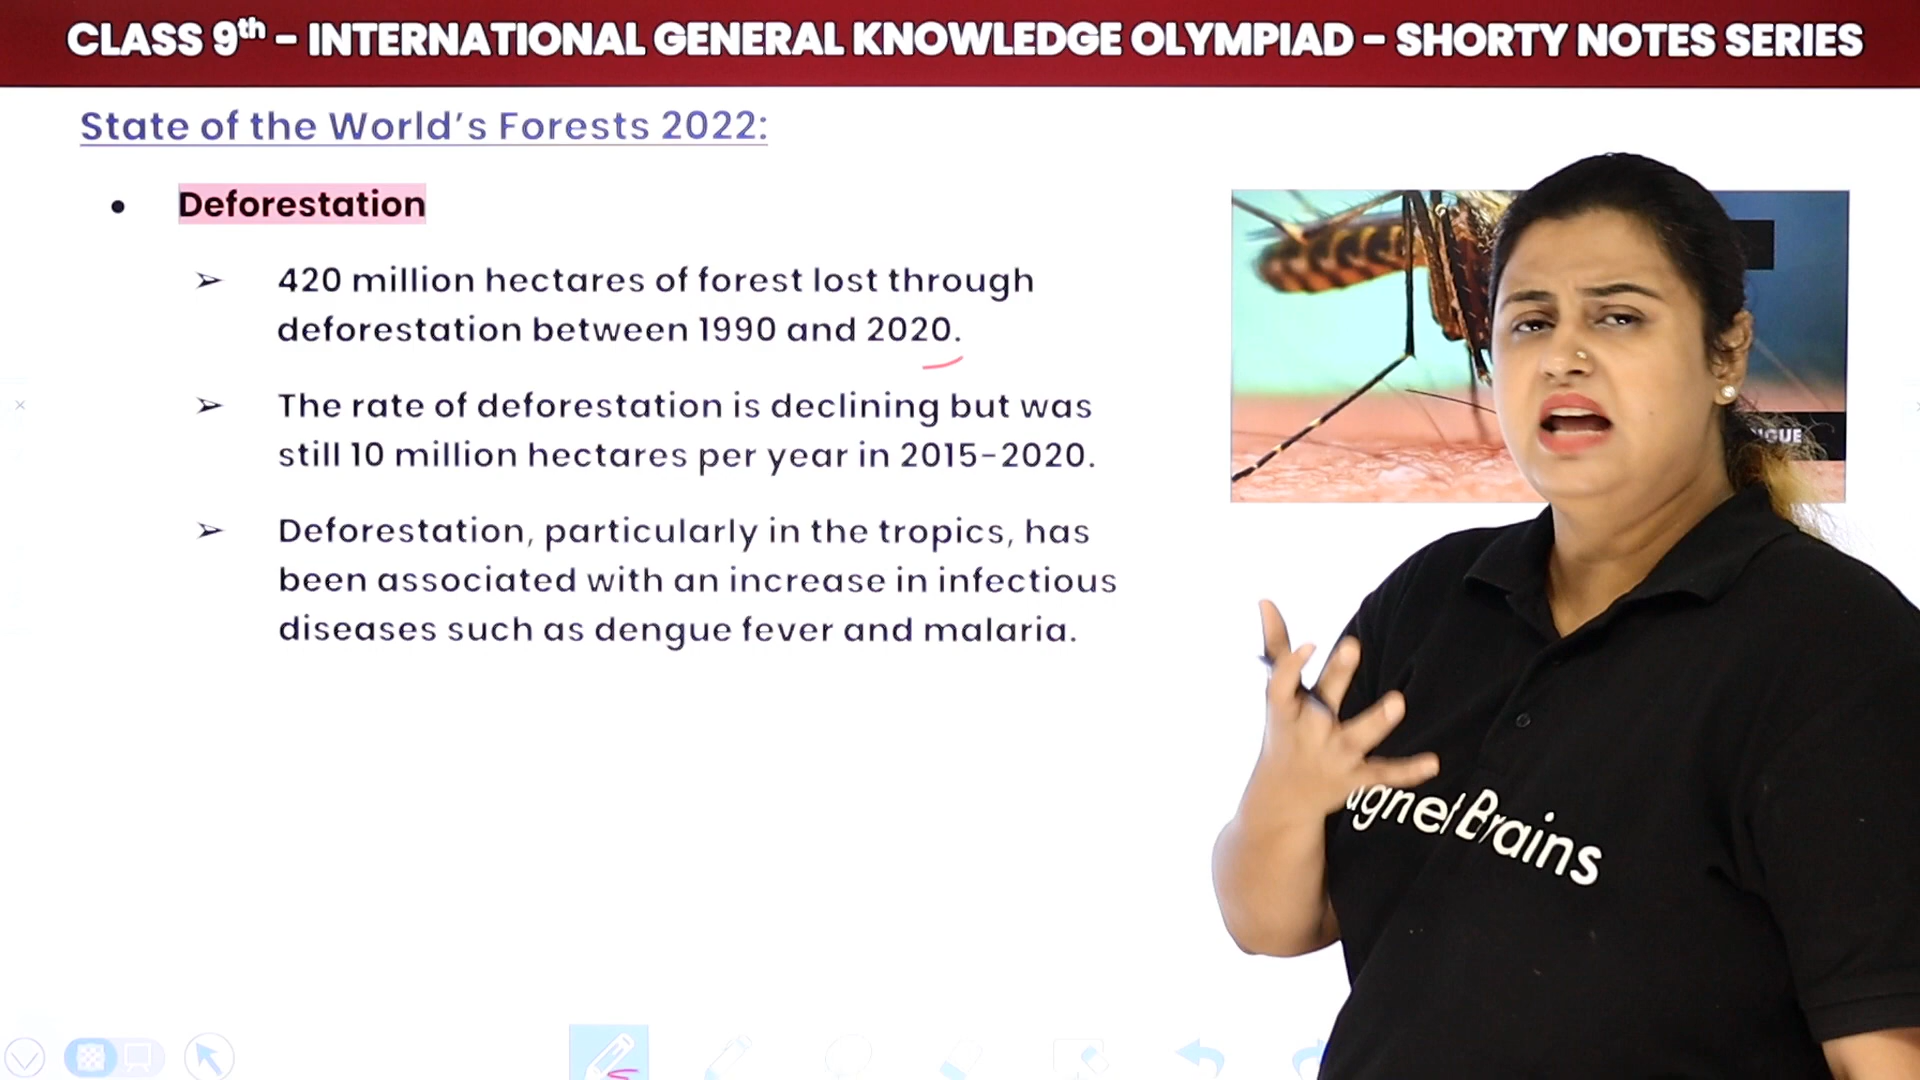 CLASS 9th – INTERNATIONAL GENERAL KNOWLEDGE OLYMPIAD – SHORTY NOTES SERIES
State of the World's Forests 2022:
• Deforestation
➢ 420 million hectares of forest lost through
deforestation between 1990 and 2020.
➢ The rate of deforestation is declining but was
still 10 million hectares per year in 2015-2020.
➢ Deforestation, particularly in the tropics, has
been associated with an increase in infectious
diseases such as dengue fever and malaria.
Brains